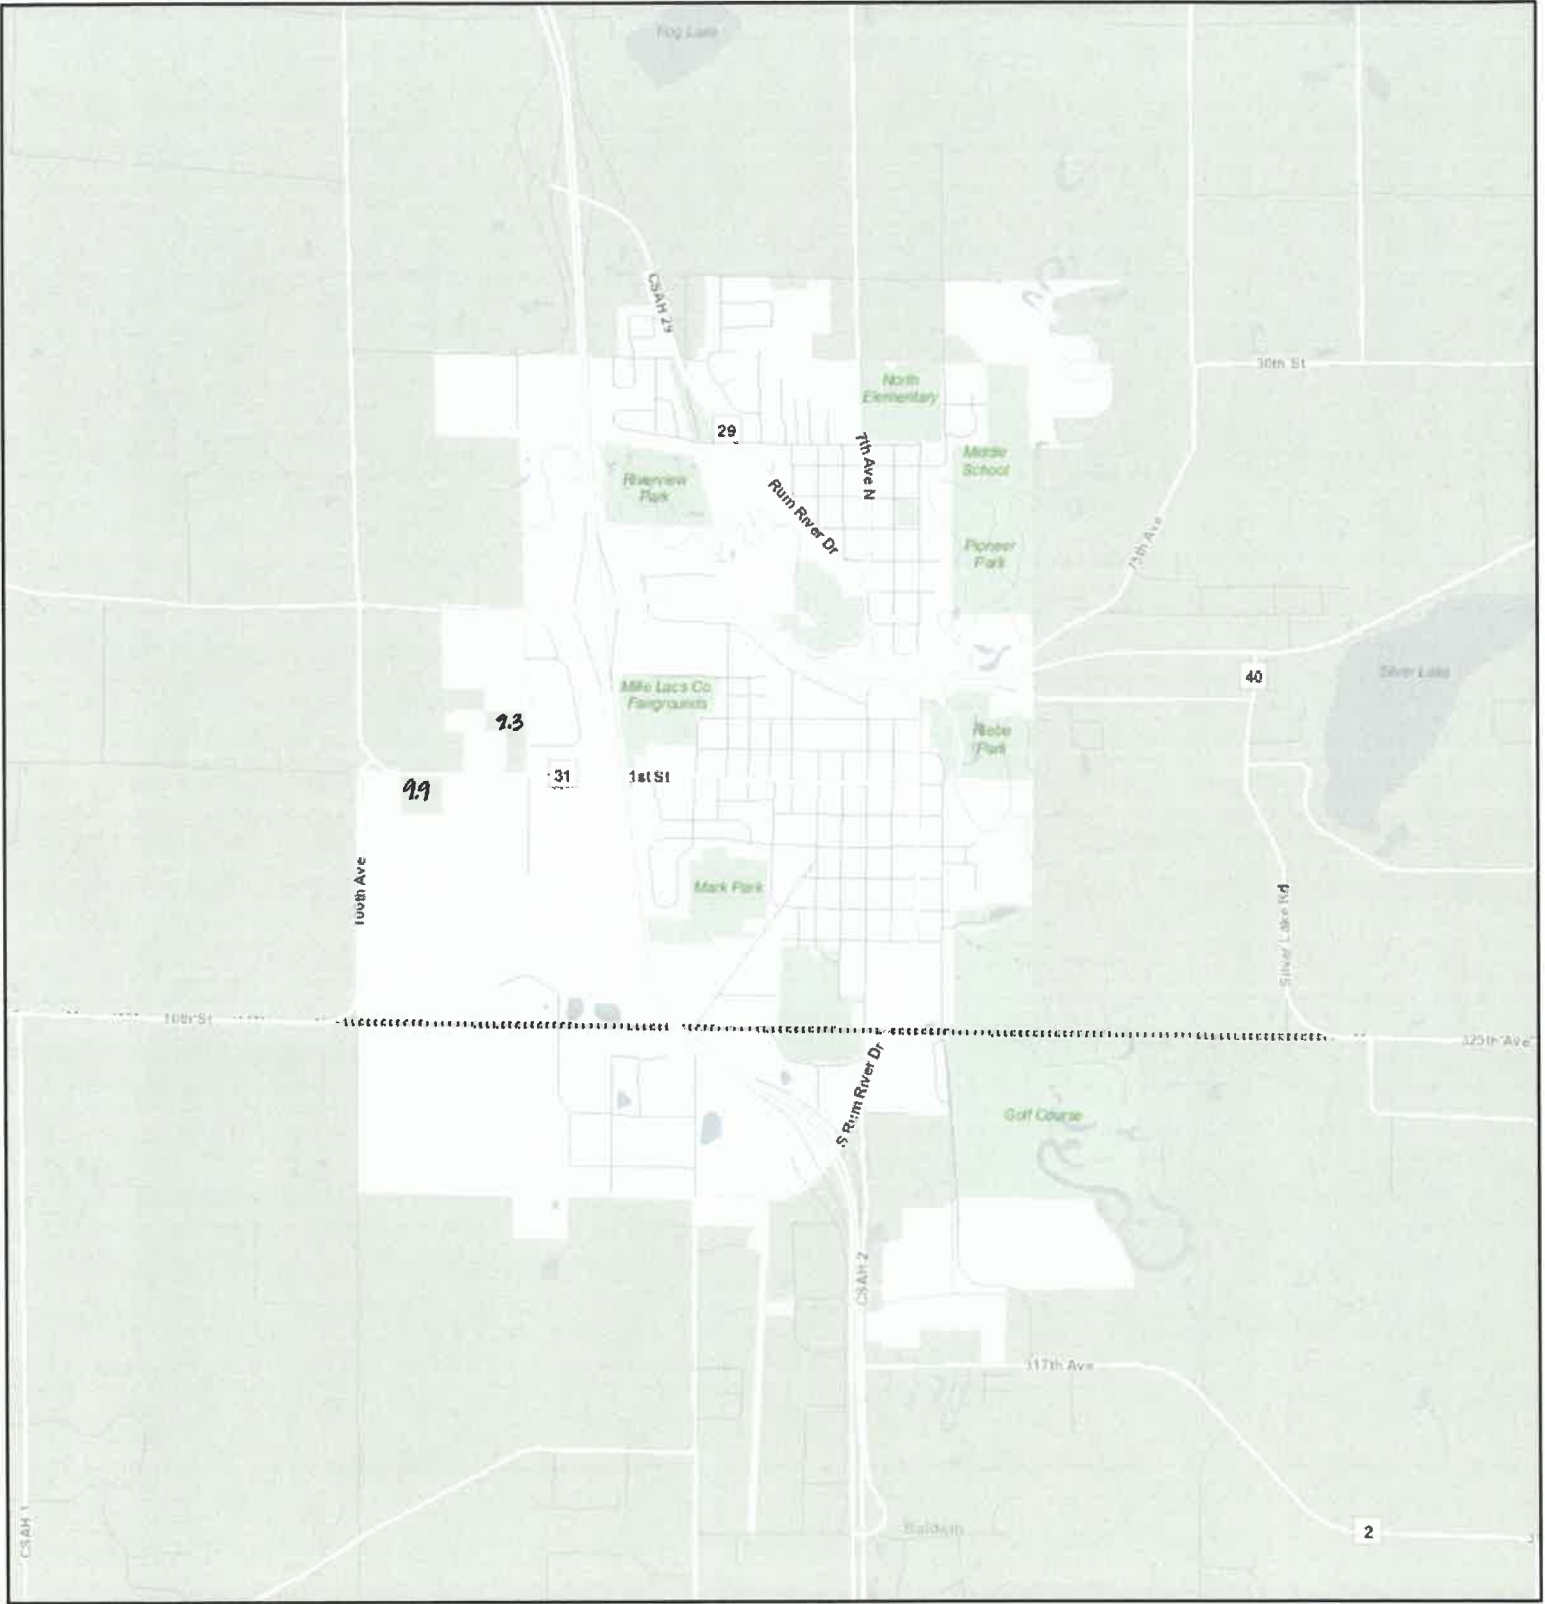 Fog Lake
CSAH 29
30th St
North
Elementary
29
7th Ave N
Middle
School
Riverview
Park
Rum River Dr
75th Ave
Pioneer
Park
40
Silver Lake
Mille Lacs Co.
Fairgrounds
9.3
Riebe
Park
31
1st St
9.9
Mark Park
100th Ave
Silver Lake Rd
10th St
325th Ave
S Rum River Dr
Golf Course
CSAH 2
317th Ave
CSAH 1
Baldwin
2
3